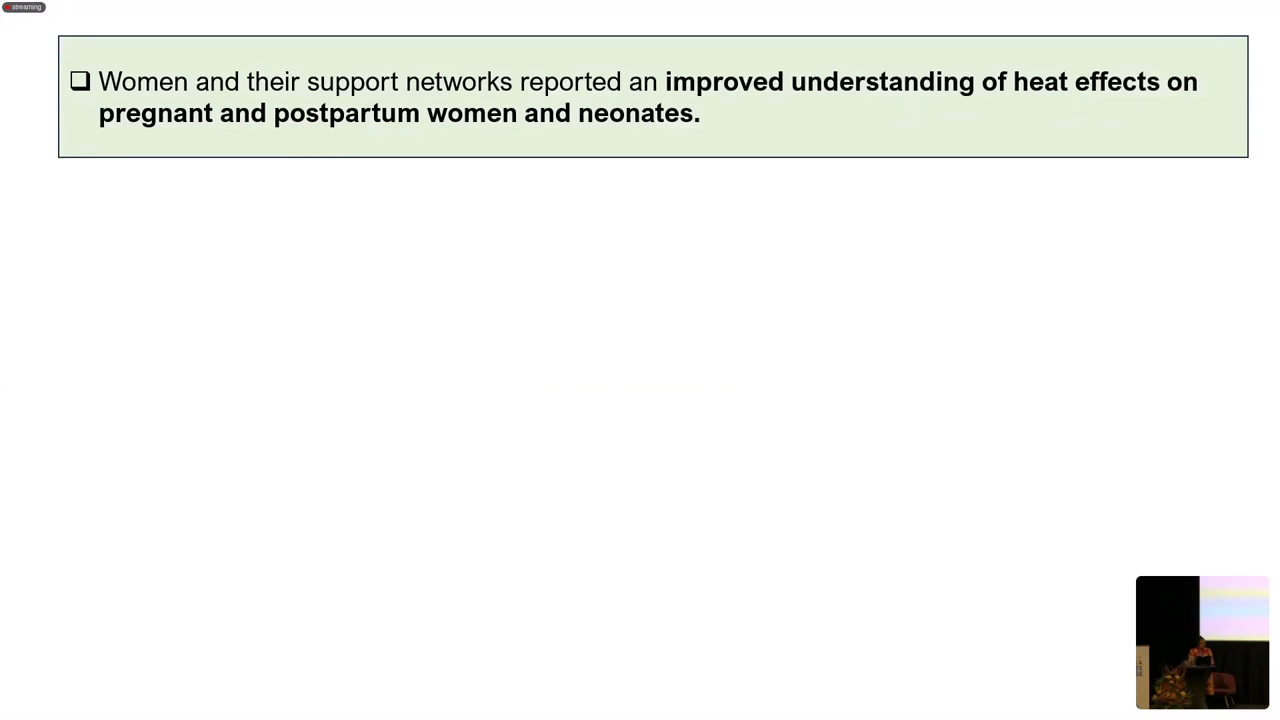 streaming
❑ Women and their support networks reported an improved understanding of heat effects on
pregnant and postpartum women and neonates.